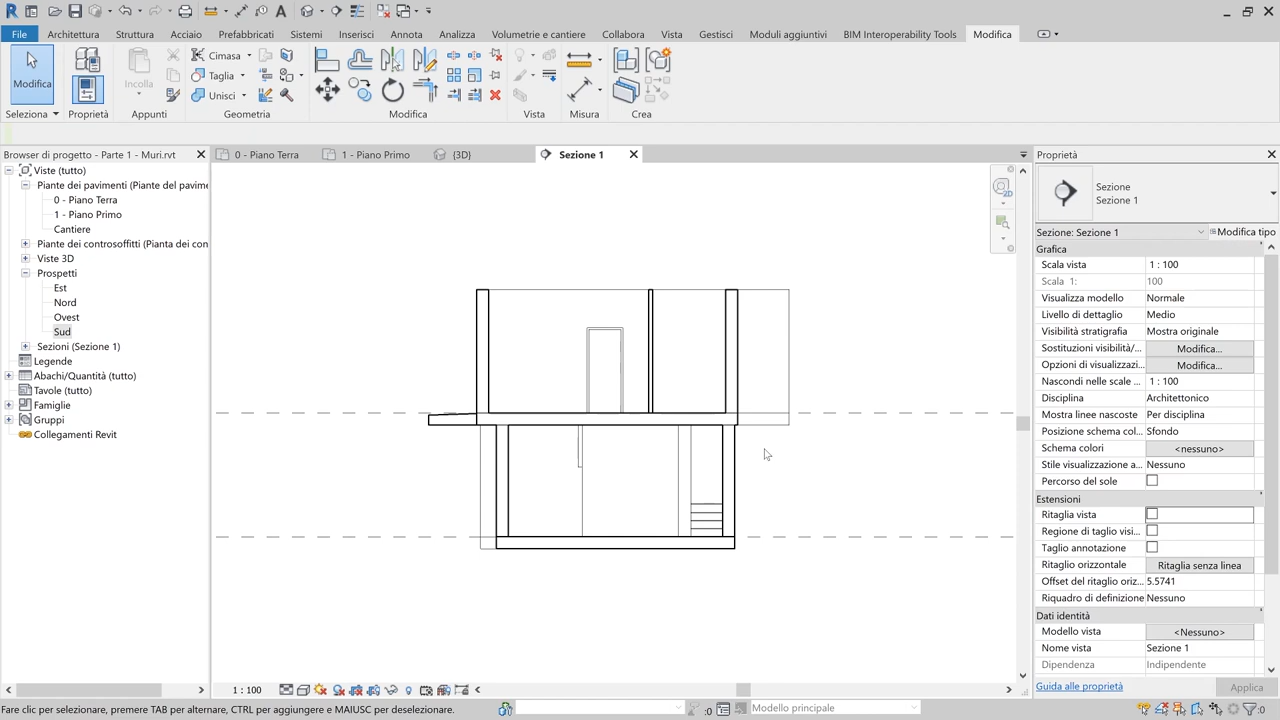 File Architettura Struttura Acciaio Prefabbricati Sistemi Inserisci Annota Analizza Volumetrie e cantiere Collabora Vista Gestisci Moduli aggiuntivi BIM Interoperability Tools Modifica
Modifica
Incolla
Cimasa
Taglia
Unisci
Seleziona Proprietà Appunti Geometria Modifica Vista Misura Crea
Browser di progetto - Parte 1 - Muri.rvt
0 - Piano Terra 1 - Piano Primo {3D} Sezione 1
Viste (tutto)
Piante dei pavimenti (Piante del pavime
0 - Piano Terra
1 - Piano Primo
Cantiere
Piante dei controsoffitti (Pianta dei con
Viste 3D
Prospetti
Est
Nord
Ovest
Sud
Sezioni (Sezione 1)
Legende
Abachi/Quantità (tutto)
Tavole (tutto)
Famiglie
Gruppi
Collegamenti Revit
2D
Proprietà
Sezione
Sezione 1
Sezione: Sezione 1 Modifica tipo
Grafica
Scala vista 1 : 100
Scala 1: 100
Visualizza modello Normale
Livello di dettaglio Medio
Visibilità stratigrafia Mostra originale
Sostituzioni visibilità/... Modifica...
Opzioni di visualizzazi... Modifica...
Nascondi nelle scale ... 1 : 100
Disciplina Architettonico
Mostra linee nascoste Per disciplina
Posizione schema col... Sfondo
Schema colori <nessuno>
Stile visualizzazione a... Nessuno
Percorso del sole
Estensioni
Ritaglia vista
Regione di taglio visi...
Taglio annotazione
Ritaglio orizzontale Ritaglia senza linea
Offset del ritaglio oriz... 5.5741
Riquadro di definizione Nessuno
Dati identità
Modello vista <Nessuno>
Nome vista Sezione 1
Dipendenza Indipendente
Guida alle proprietà Applica
1 : 100
Fare clic per selezionare, premere TAB per alternare, CTRL per aggiungere e MAIUSC per deselezionare.
:0
Modello principale
:0